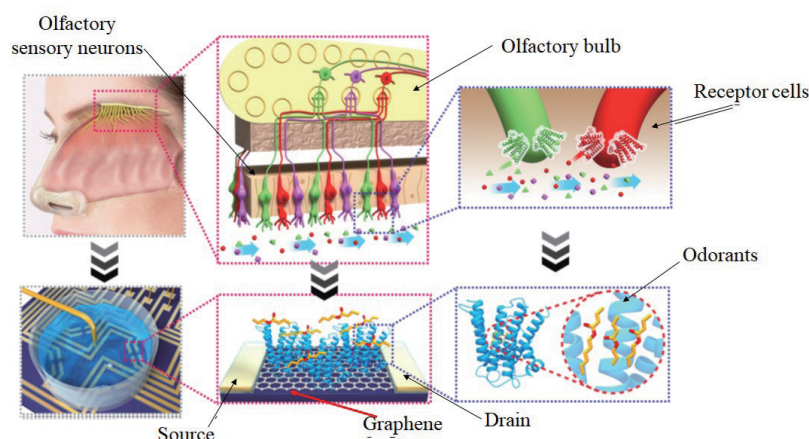 Olfactory
sensory neurons
Olfactory bulb
Receptor cells
Odorants
Source
Graphene
Drain